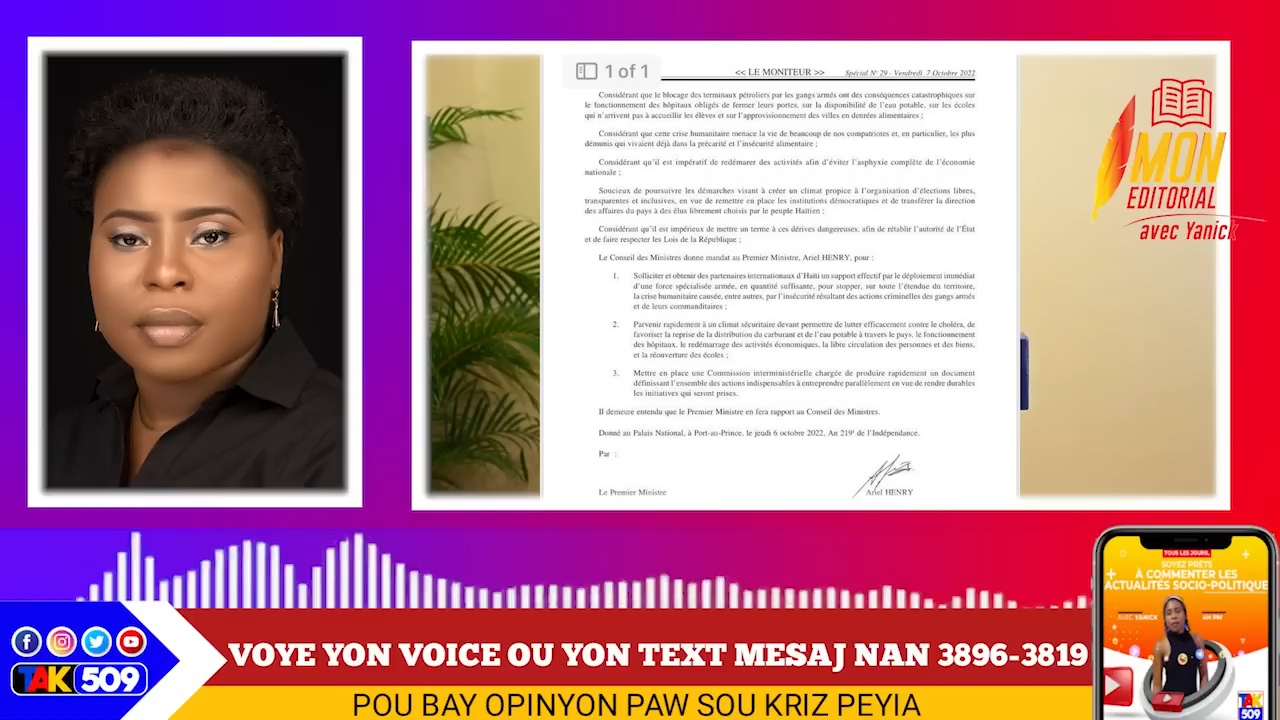 1 of 1
<< LE MONITEUR >>
Spécial Nº 29 - Vendredi 7 Octobre 2022
Considérant que le blocage des terminaux pétroliers par les gangs armés ont des conséquences catastrophiques sur
le fonctionnement des hôpitaux obligés de fermer leurs portes, sur la disponibilité de l'eau potable, sur les écoles
qui n'arrivent pas à accueillir les élèves et sur l'approvisionnement des villes en denrées alimentaires ;
Considérant que cette crise humanitaire menace la vie de beaucoup de nos compatriotes et, en particulier, les plus
démunis qui vivaient déjà dans la précarité et l'insécurité alimentaire ;
Considérant qu'il est impératif de redémarer des activités afin d'éviter l'asphyxie complète de l'économie
nationale ;
Soucieux de poursuivre les démarches visant à créer un climat propice à l'organisation d'élections libres,
transparentes et inclusives, en vue de remettre en place les institutions démocratiques et de transférer la direction
des affaires du pays à des élus librement choisis par le peuple Haïtien ;
Considérant qu'il est impérieux de mettre un terme à ces dérives dangereuses, afin de rétablir l'autorité de l'État
et de faire respecter les Lois de la République ;
Le Conseil des Ministres donne mandat au Premier Ministre, Ariel HENRY, pour :
1. Solliciter et obtenir des partenaires internationaux d'Haïti un support effectif par le déploiement immédiat
d'une force spécialisée armée, en quantité suffisante, pour stopper, sur toute l'étendue du territoire,
la crise humanitaire causée, entre autres, par l'insécurité résultant des actions criminelles des gangs armés
et de leurs commanditaires ;
2. Parvenir rapidement à un climat sécuritaire devant permettre de lutter efficacement contre le choléra, de
favoriser la reprise de la distribution du carburant et de l'eau potable à travers le pays, le fonctionnement
des hôpitaux, le redémarrage des activités économiques, la libre circulation des personnes et des biens,
et la réouverture des écoles ;
3. Mettre en place une Commission interministérielle chargée de produire rapidement un document
définissant l'ensemble des actions indispensables à entreprendre parallèlement en vue de rendre durables
les initiatives qui seront prises.
Il demeure entendu que le Premier Ministre en fera rapport au Conseil des Ministres.
Donné au Palais National, à Port-au-Prince, le jeudi 6 octobre 2022, An 219e de l'Indépendance.
Par :
Le Premier Ministre
Ariel HENRY
MON
EDITORIAL
avec Yanick
TAK 509
VOYE YON VOICE OU YON TEXT MESAJ NAN 3896-3819
POU BAY OPINYON PAW SOU KRIZ PEYIA
TOUS LES JOURS,
SOYEZ PRÊTS
À COMMENTER LES
ACTUALITÉS SOCIO-POLITIQUE
AVEC YANICK
4H PM
TAK
509